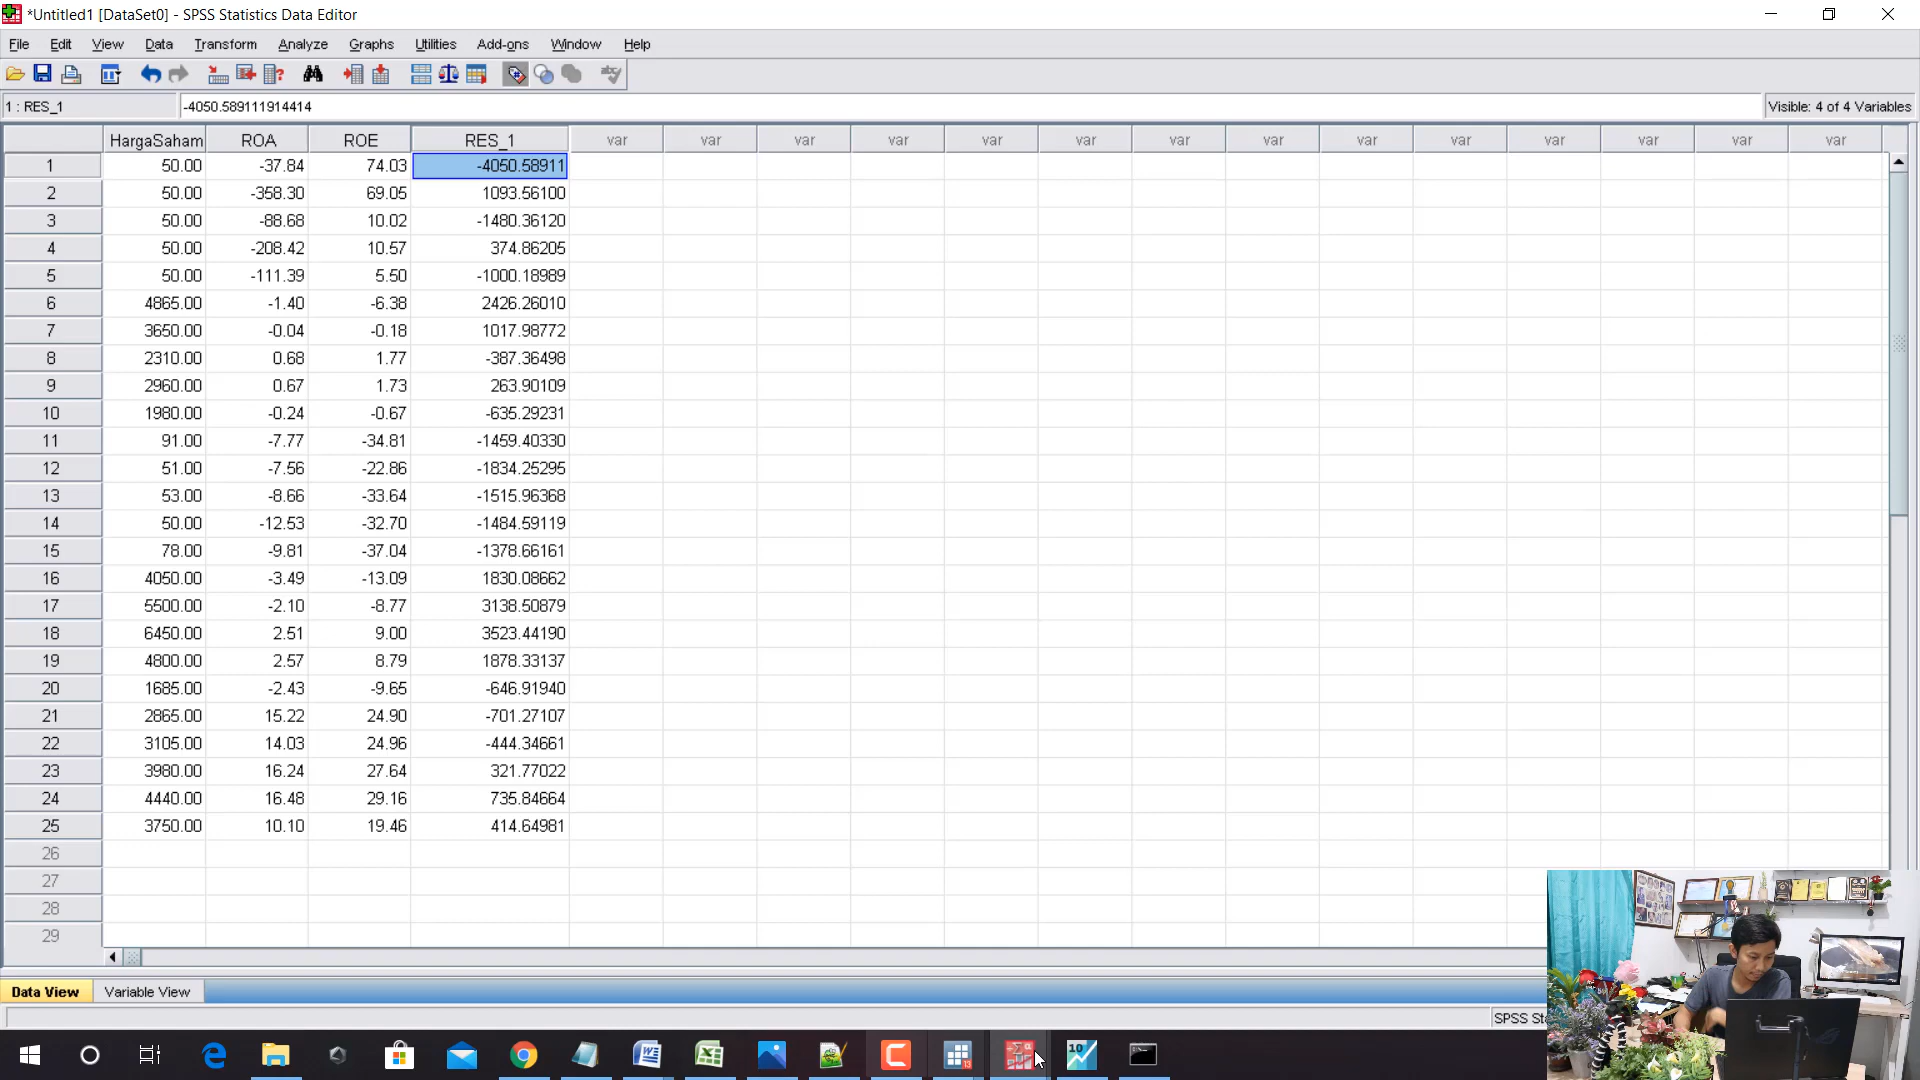 *Untitled1 [DataSet0] - SPSS Statistics Data Editor
File Edit View Data Transform Analyze Graphs Utilities Add-ons Window Help
1 : RES_1 -4050.589111914414 Visible: 4 of 4 Variables
HargaSaham ROA ROE RES_1 var var var var var var var var var var var var var var
1 50.00 -37.84 74.03 -4050.58911
2 50.00 -358.30 69.05 1093.56100
3 50.00 -88.68 10.02 -1480.36120
4 50.00 -208.42 10.57 374.86205
5 50.00 -111.39 5.50 -1000.18989
6 4865.00 -1.40 -6.38 2426.26010
7 3650.00 -0.04 -0.18 1017.98772
8 2310.00 0.68 1.77 -387.36498
9 2960.00 0.67 1.73 263.90109
10 1980.00 -0.24 -0.67 -635.29231
11 91.00 -7.77 -34.81 -1459.40330
12 51.00 -7.56 -22.86 -1834.25295
13 53.00 -8.66 -33.64 -1515.96368
14 50.00 -12.53 -32.70 -1484.59119
15 78.00 -9.81 -37.04 -1378.66161
16 4050.00 -3.49 -13.09 1830.08662
17 5500.00 -2.10 -8.77 3138.50879
18 6450.00 2.51 9.00 3523.44190
19 4800.00 2.57 8.79 1878.33137
20 1685.00 -2.43 -9.65 -646.91940
21 2865.00 15.22 24.90 -701.27107
22 3105.00 14.03 24.96 -444.34661
23 3980.00 16.24 27.64 321.77022
24 4440.00 16.48 29.16 735.84664
25 3750.00 10.10 19.46 414.64981
26
27
28
29
Data View Variable View
SPSS St